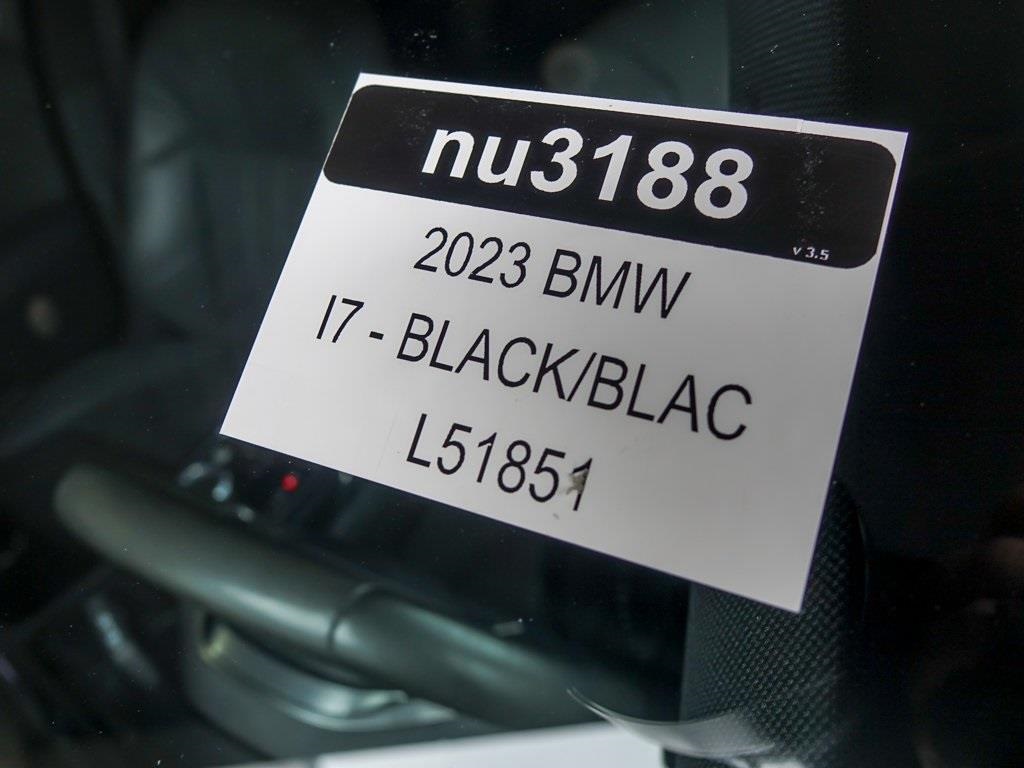 nu3188
v 3.5
2023 BMW
I7 - BLACK/BLAC
L51851